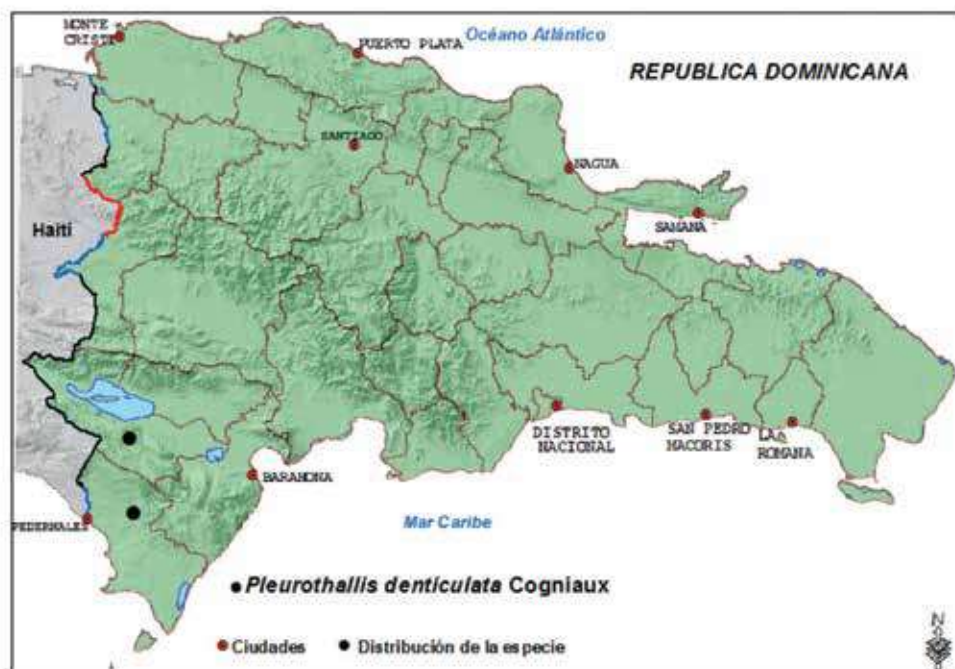 MONTE
CRISTI
PUERTO PLATA
Océano Atlántico
REPUBLICA DOMINICANA
SANTIAGO
NAGUA
Haití
SAMANA
DISTRITO
NACIONAL
SAN PEDRO
MACORIS
LA
ROMANA
BARAHONA
PEDERNALES
Mar Caribe
Pleurothallis denticulata Cogniaux
Ciudades
Distribución de la especie
N